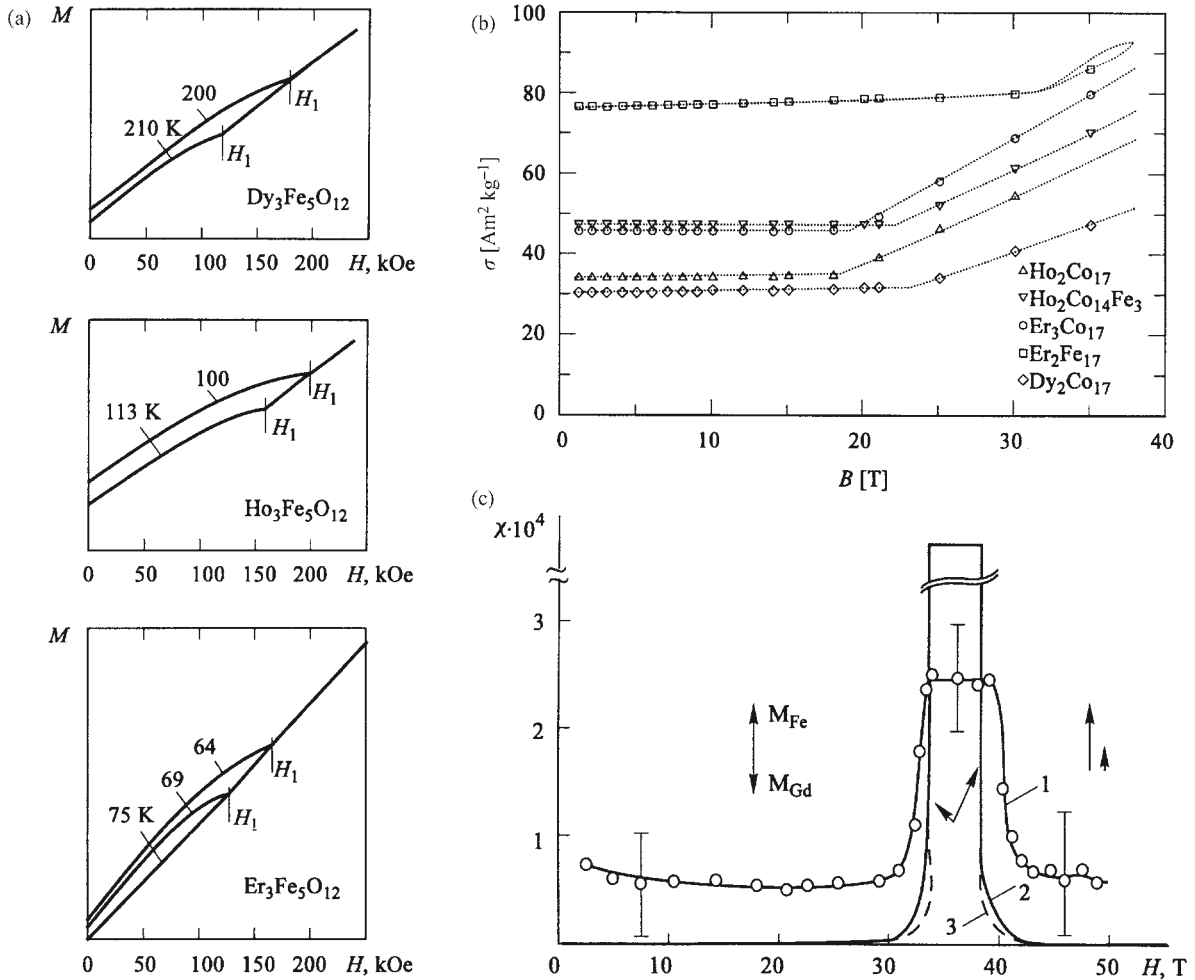 (a)
M
200
210 K
H₁
H₁
Dy₃Fe₅O₁₂
0 50 100 150 200 H, kOe
M
100
113 K
H₁
H₁
Ho₃Fe₅O₁₂
0 50 100 150 200 H, kOe
M
64
69
75 K
H₁
H₁
Er₃Fe₅O₁₂
0 50 100 150 200 H, kOe
(b)
100
80
60
40
20
0
σ [Am² kg⁻¹]
Ho₂Co₁₇
Ho₂Co₁₄Fe₃
Er₃Co₁₇
Er₂Fe₁₇
Dy₂Co₁₇
0 10 20 30 40
B [T]
(c)
χ·10⁴
3
2
1
M_Fe
M_Gd
1
2
3
0 10 20 30 40 50 H, T